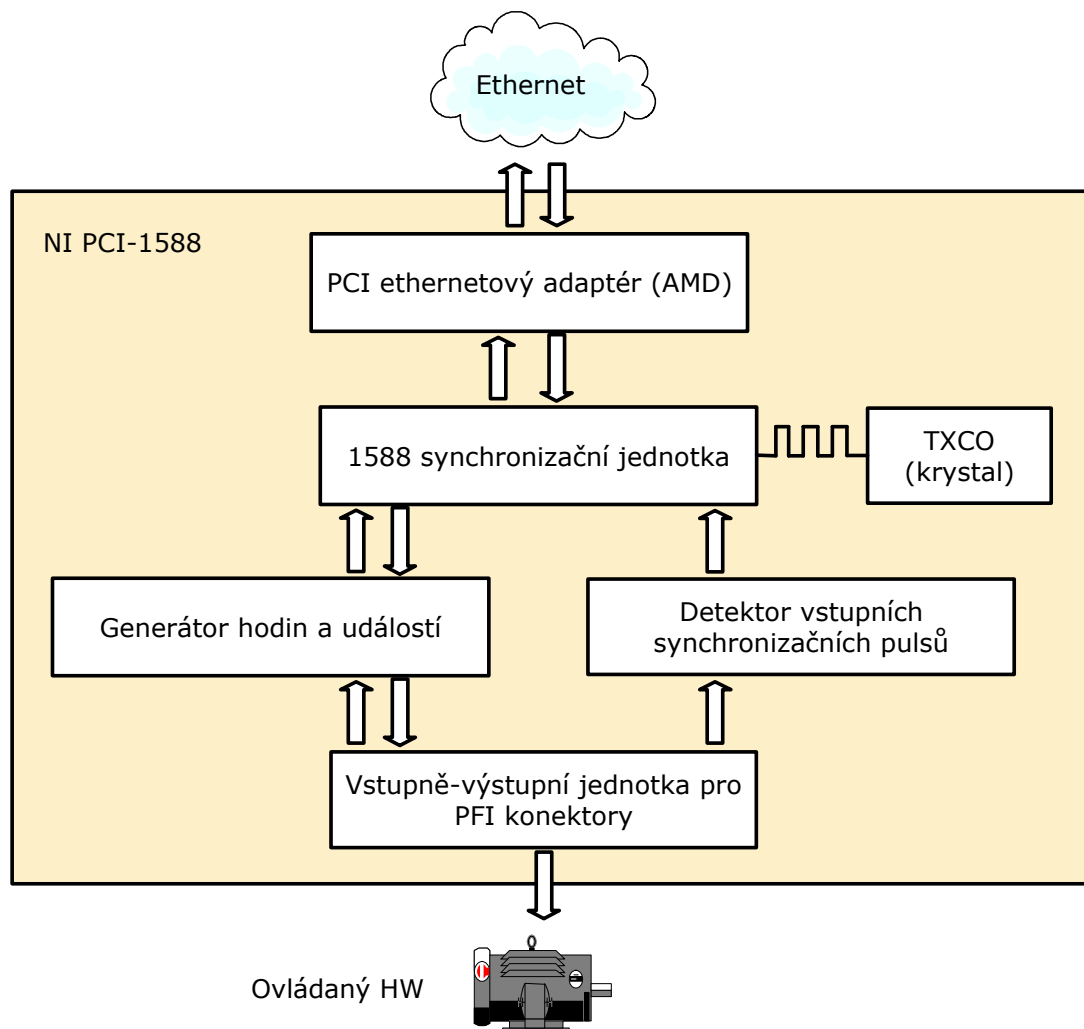 Ethernet
NI PCI-1588
PCI ethernetový adaptér (AMD)
1588 synchronizační jednotka
TXCO
(krystal)
Generátor hodin a událostí
Detektor vstupních
synchronizačních pulsů
Vstupně-výstupní jednotka pro
PFI konektory
Ovládaný HW